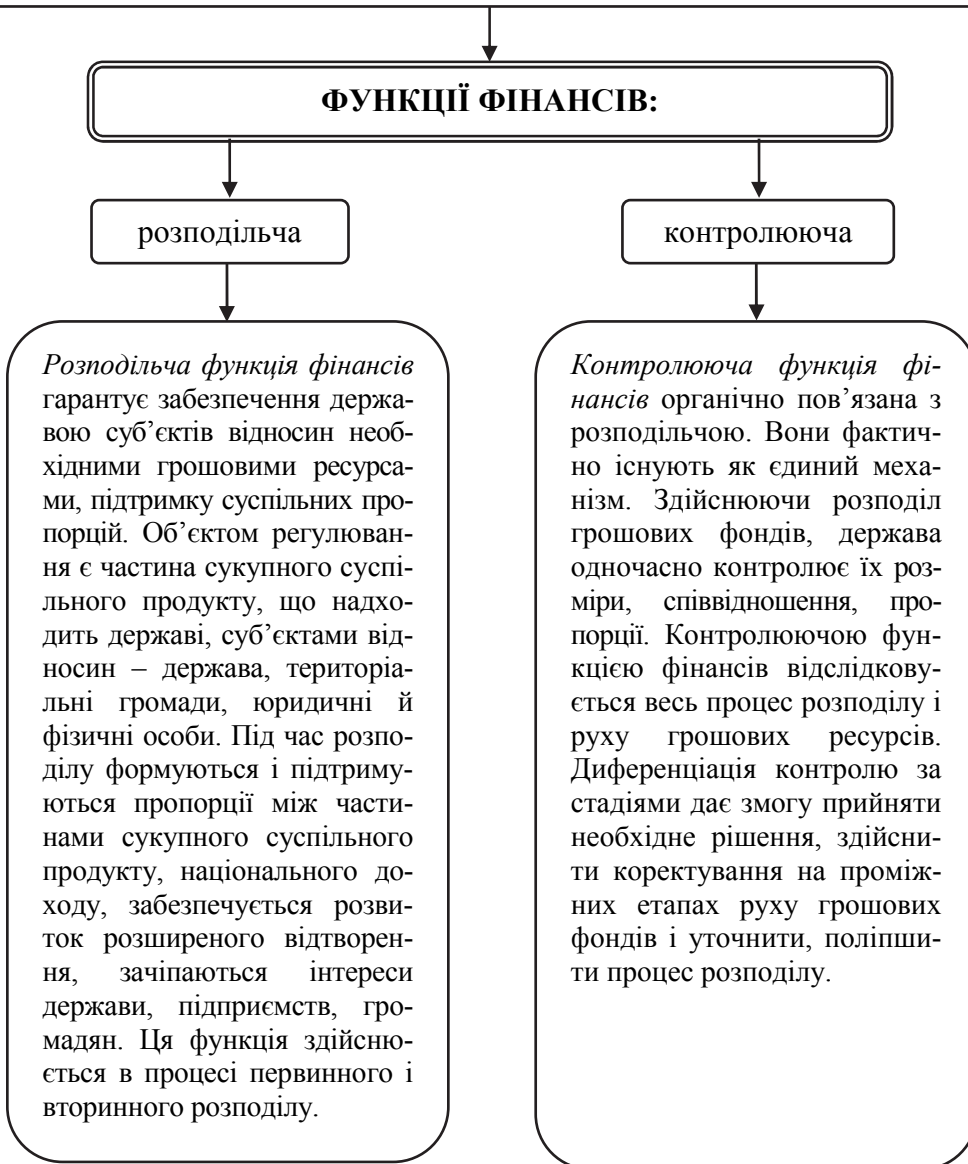 ФУНКЦІЇ ФІНАНСІВ:
розподільча
контролююча
Розподільча функція фінансів
гарантує забезпечення держа-
вою суб’єктів відносин необ-
хідними грошовими ресурса-
ми, підтримку суспільних про-
порцій. Об’єктом регулюван-
ня є частина сукупного суспі-
льного продукту, що надхо-
дить державі, суб’єктами від-
носин – держава, територіа-
льні громади, юридичні й
фізичні особи. Під час розпо-
ділу формуються і підтриму-
ються пропорції між части-
нами сукупного суспільного
продукту, національного до-
ходу, забезпечується розви-
ток розширеного відтворен-
ня, зачіпаються інтереси
держави, підприємств, гро-
мадян. Ця функція здійсню-
ється в процесі первинного і
вторинного розподілу.
Контролююча функція фі-
нансів органічно пов’язана з
розподільчою. Вони фактич-
но існують як єдиний меха-
нізм. Здійснюючи розподіл
грошових фондів, держава
одночасно контролює їх роз-
міри, співвідношення, про-
порції. Контролюючою фун-
кцією фінансів відслідкову-
ється весь процес розподілу і
руху грошових ресурсів.
Диференціація контролю за
стадіями дає змогу прийняти
необхідне рішення, здійсни-
ти коректування на проміж-
них етапах руху грошових
фондів і уточнити, поліпши-
ти процес розподілу.